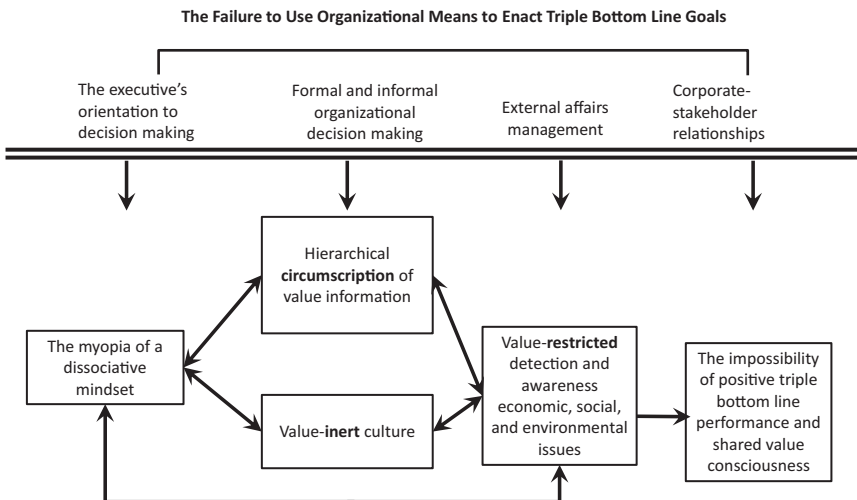 The Failure to Use Organizational Means to Enact Triple Bottom Line Goals
The executive's
orientation to
decision making
Formal and informal
organizational
decision making
External affairs
management
Corporate-
stakeholder
relationships
Hierarchical
circumscription of
value information
The myopia of a
dissociative
mindset
Value-inert culture
Value-restricted
detection and
awareness
economic, social,
and environmental
issues
The impossibility
of positive triple
bottom line
performance and
shared value
consciousness